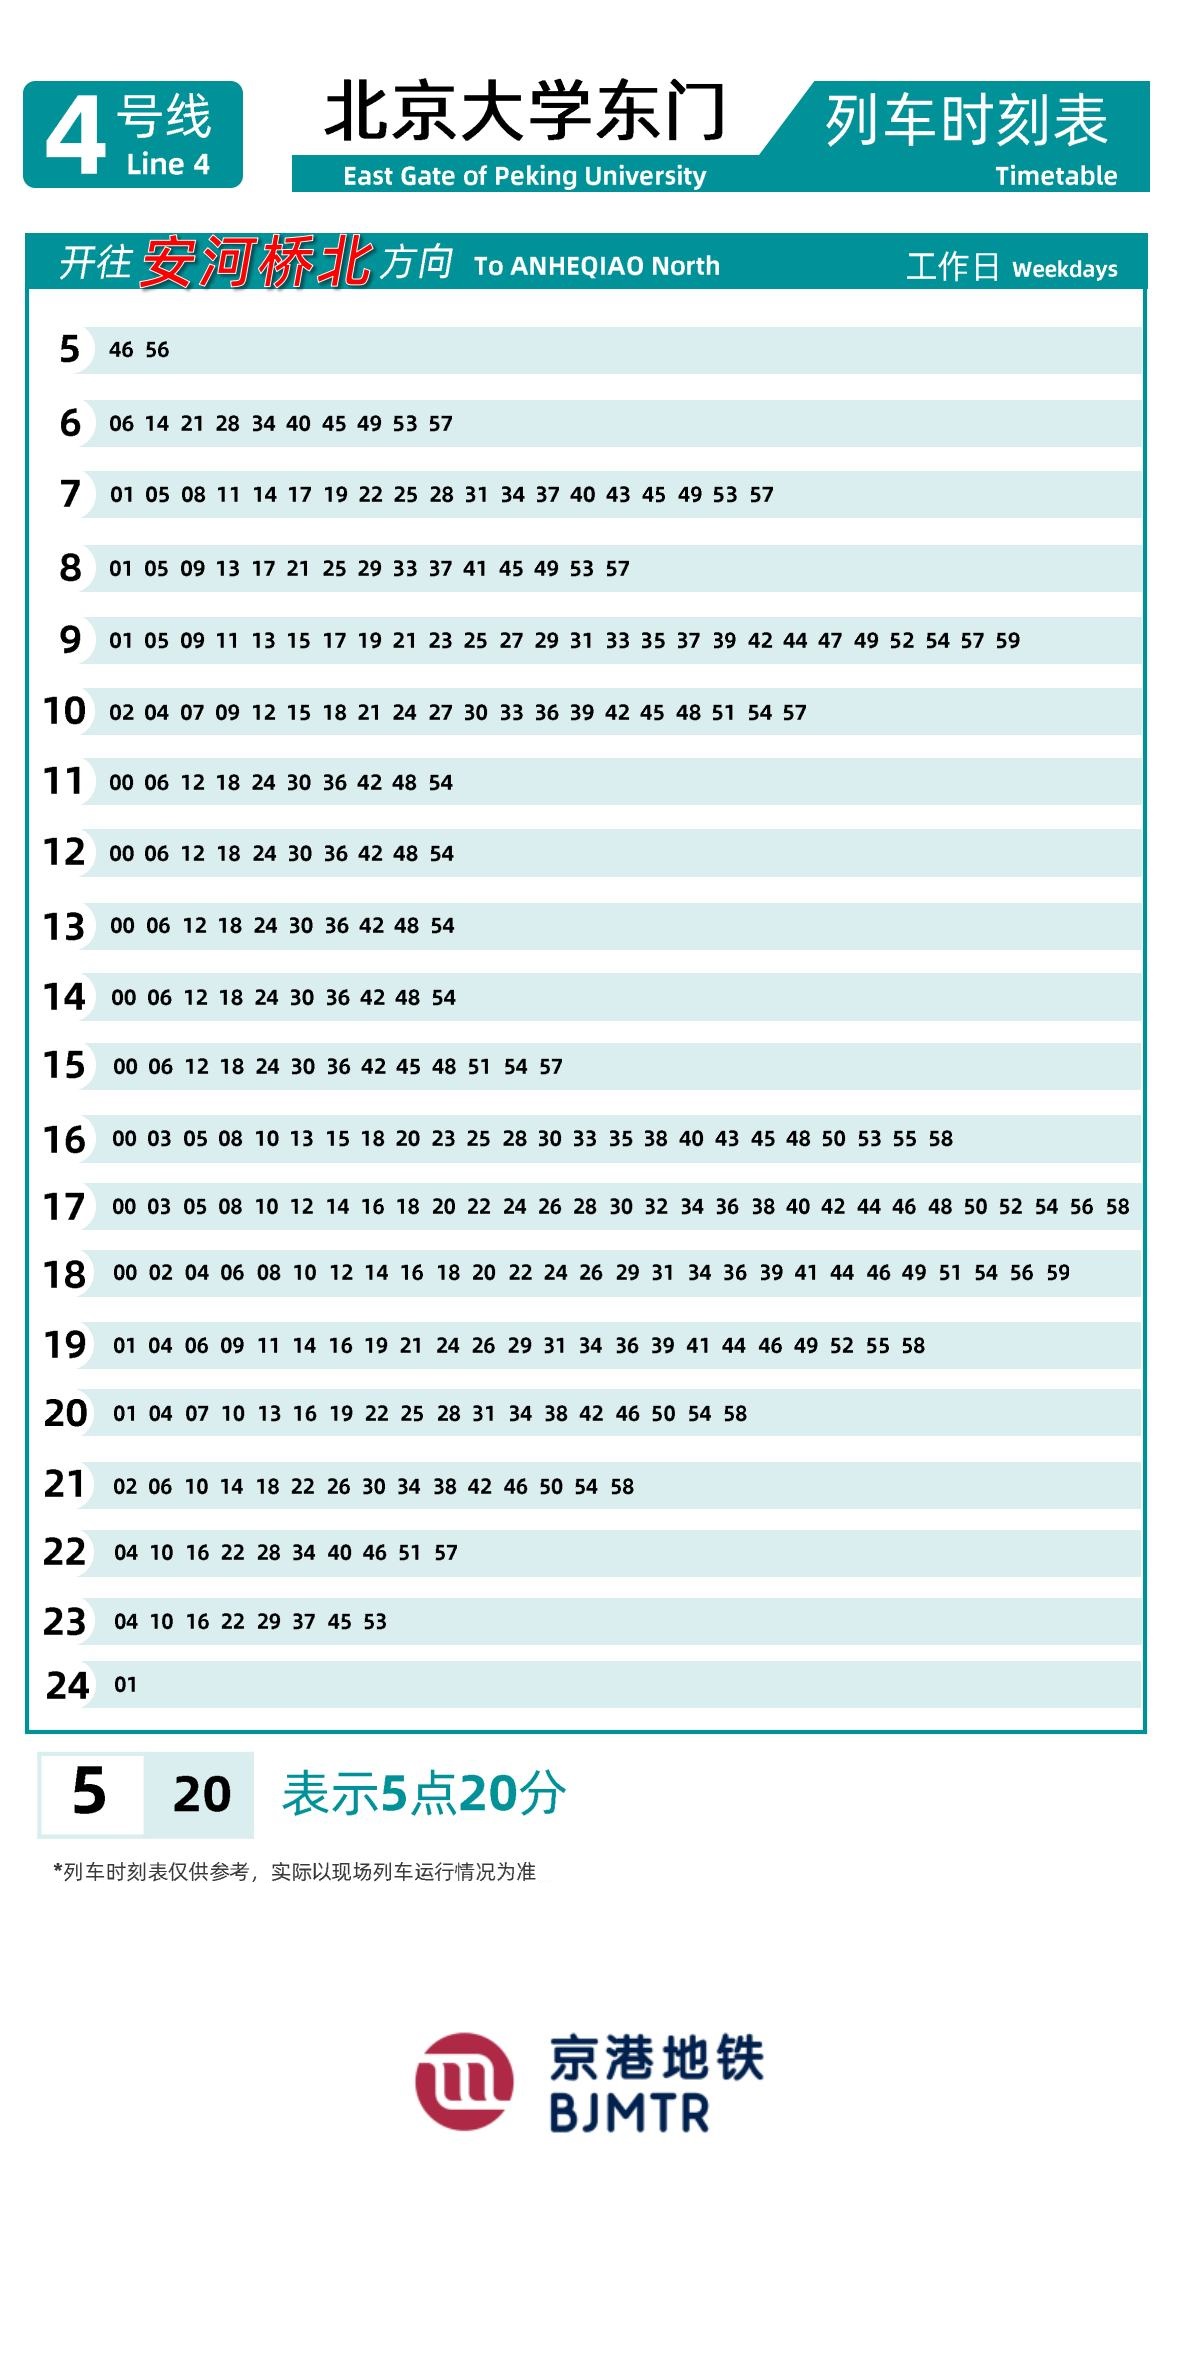 4 号线
Line 4
北京大学东门
East Gate of Peking University
列车时刻表
Timetable
开往 安河桥北 方向 To ANHEQIAO North 工作日 Weekdays
5 46 56
6 06 14 21 28 34 40 45 49 53 57
7 01 05 08 11 14 17 19 22 25 28 31 34 37 40 43 45 49 53 57
8 01 05 09 13 17 21 25 29 33 37 41 45 49 53 57
9 01 05 09 11 13 15 17 19 21 23 25 27 29 31 33 35 37 39 42 44 47 49 52 54 57 59
10 02 04 07 09 12 15 18 21 24 27 30 33 36 39 42 45 48 51 54 57
11 00 06 12 18 24 30 36 42 48 54
12 00 06 12 18 24 30 36 42 48 54
13 00 06 12 18 24 30 36 42 48 54
14 00 06 12 18 24 30 36 42 48 54
15 00 06 12 18 24 30 36 42 45 48 51 54 57
16 00 03 05 08 10 13 15 18 20 23 25 28 30 33 35 38 40 43 45 48 50 53 55 58
17 00 03 05 08 10 12 14 16 18 20 22 24 26 28 30 32 34 36 38 40 42 44 46 48 50 52 54 56 58
18 00 02 04 06 08 10 12 14 16 18 20 22 24 26 29 31 34 36 39 41 44 46 49 51 54 56 59
19 01 04 06 09 11 14 16 19 21 24 26 29 31 34 36 39 41 44 46 49 52 55 58
20 01 04 07 10 13 16 19 22 25 28 31 34 38 42 46 50 54 58
21 02 06 10 14 18 22 26 30 34 38 42 46 50 54 58
22 04 10 16 22 28 34 40 46 51 57
23 04 10 16 22 29 37 45 53
24 01
5 20 表示5点20分
*列车时刻表仅供参考，实际以现场列车运行情况为准
京港地铁
BJMTR